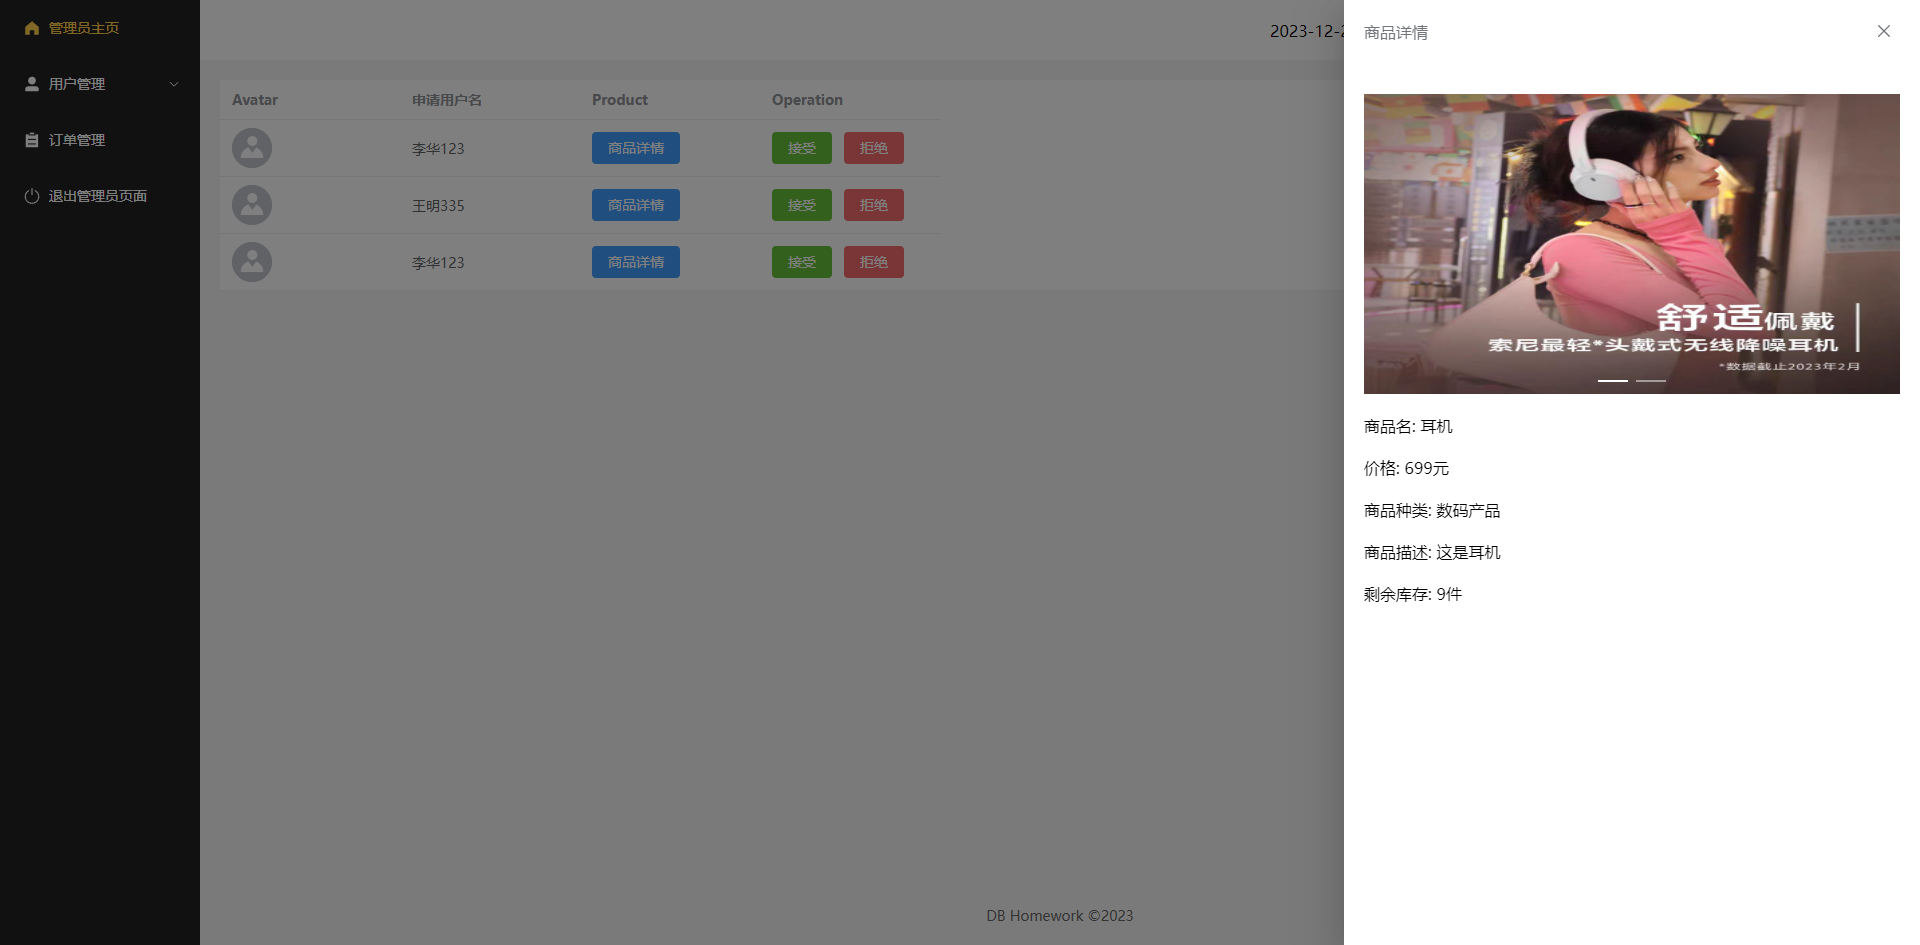 管理员主页
用户管理
订单管理
退出管理员页面
2023-12-2
Avatar 申请用户名 Product Operation
李华123 商品详情 接受 拒绝
王明335 商品详情 接受 拒绝
李华123 商品详情 接受 拒绝
DB Homework ©2023
商品详情
舒适佩戴
索尼最轻*头戴式无线降噪耳机
*数据截止2023年2月
商品名: 耳机
价格: 699元
商品种类: 数码产品
商品描述: 这是耳机
剩余库存: 9件